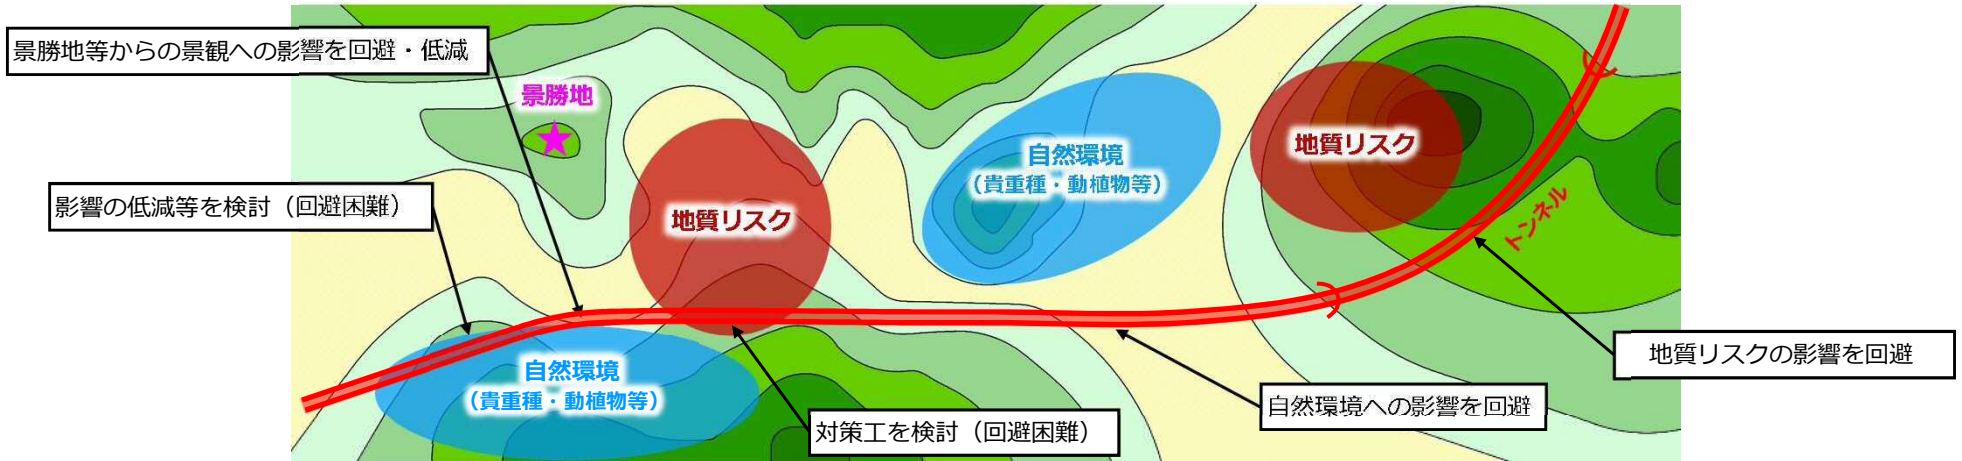 景勝地等からの景観への影響を回避・低減
景勝地
自然環境
（貴重種・動植物等）
地質リスク
影響の低減等を検討（回避困難）
地質リスク
トンネル
自然環境
（貴重種・動植物等）
対策工を検討（回避困難）
自然環境への影響を回避
地質リスクの影響を回避